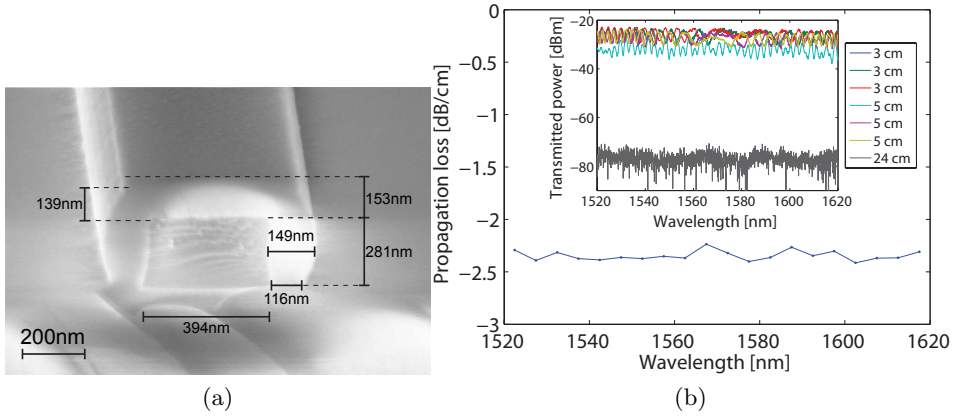 139nm
153nm
149nm
281nm
116nm
394nm
200nm
(a)
Propagation loss [dB/cm]
0
−0.5
−1
−1.5
−2
−2.5
−3
1520
1540
1560
1580
1600
1620
Wavelength [nm]
Transmitted power [dBm]
−20
−40
−60
−80
1520
1540
1560
1580
1600
1620
Wavelength [nm]
3 cm
3 cm
3 cm
5 cm
5 cm
5 cm
24 cm
(b)